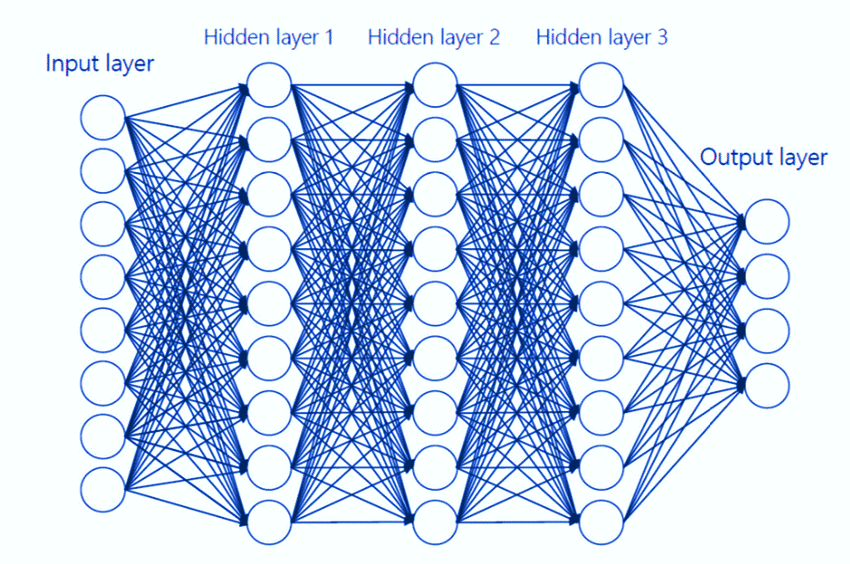 Hidden layer 1
Hidden layer 2
Hidden layer 3
Input layer
Output layer